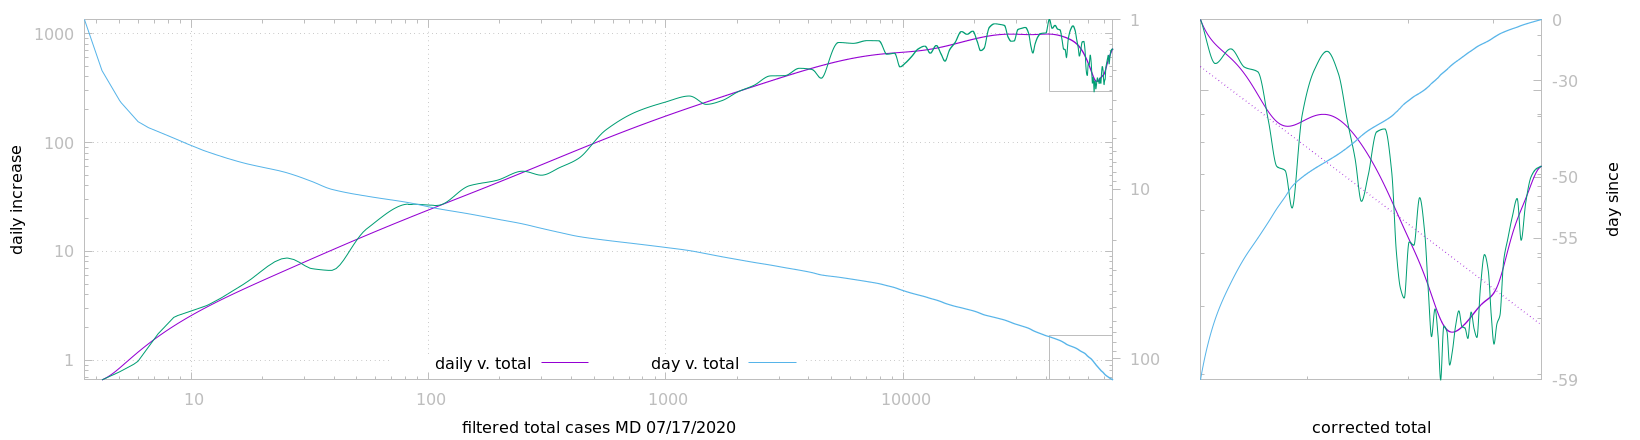 1000
100
10
1
daily increase
10
100
1000
10000
filtered total cases MD 07/17/2020
daily v. total
day v. total
1
10
100
0
-30
-50
-55
-59
day since
corrected total